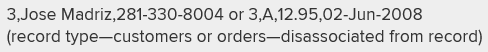 3,Jose Madriz,281-330-8004 or 3,A,12.95,02-Jun-2008
(record type—customers or orders—disassociated from record)